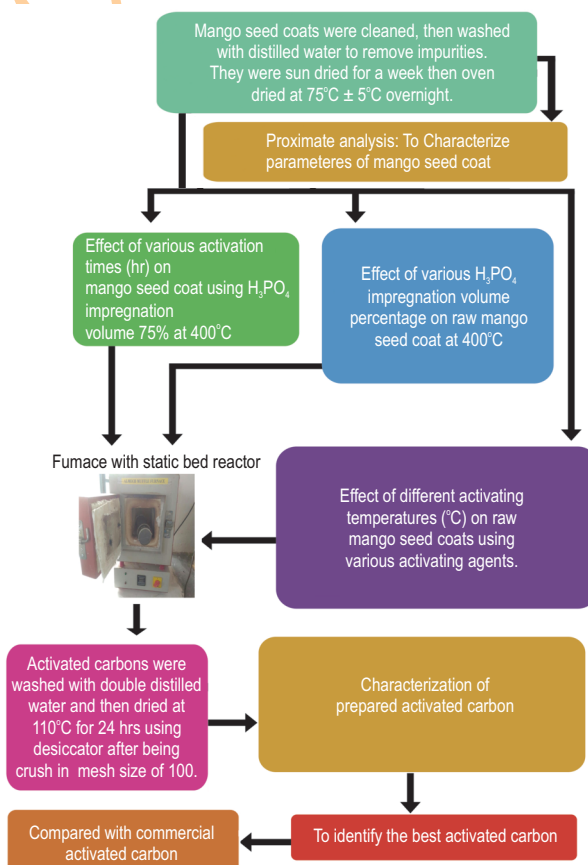 Mango seed coats were cleaned, then washed
with distilled water to remove impurities.
They were sun dried for a week then oven
dried at 75°C ± 5°C overnight.
Proximate analysis: To Characterize
parameteres of mango seed coat
Effect of various activation
times (hr) on
mango seed coat using H₃PO₄
impregnation
volume 75% at 400°C
Effect of various H₃PO₄
impregnation volume
percentage on raw mango
seed coat at 400°C
Fumace with static bed reactor
Effect of different activating
temperatures (°C) on raw
mango seed coats using
various activating agents.
Activated carbons were
washed with double distilled
water and then dried at
110°C for 24 hrs using
desiccator after being
crush in mesh size of 100.
Characterization of
prepared activated carbon
To identify the best activated carbon
Compared with commercial
activated carbon